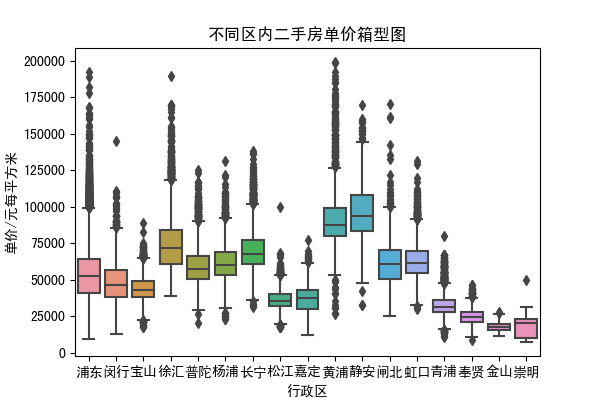 不同区内二手房单价箱型图
200000
175000
150000
125000
100000
75000
50000
25000
0
单价/元每平方米
浦东 闵行 宝山 徐汇 普陀 杨浦 长宁 松江 嘉定 黄浦 静安 闸北 虹口 青浦 奉贤 金山 崇明
行政区